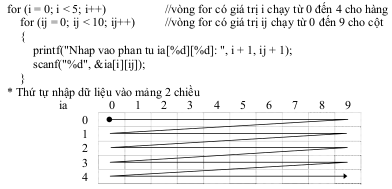 for (i = 0; i < 5; i++) //vòng for có giá trị i chạy từ 0 đến 4 cho hàng
for (ij = 0; ij < 10; ij++) //vòng for có giá trị ij chạy từ 0 đến 9 cho cột
{
printf("Nhap vao phan tu ia[%d][%d]: ", i + 1, ij + 1);
scanf("%d", &ia[i][ij]);
}
* Thứ tự nhập dữ liệu vào mảng 2 chiều
ia 0 1 2 3 4 5 6 7 8 9
0
1
2
3
4